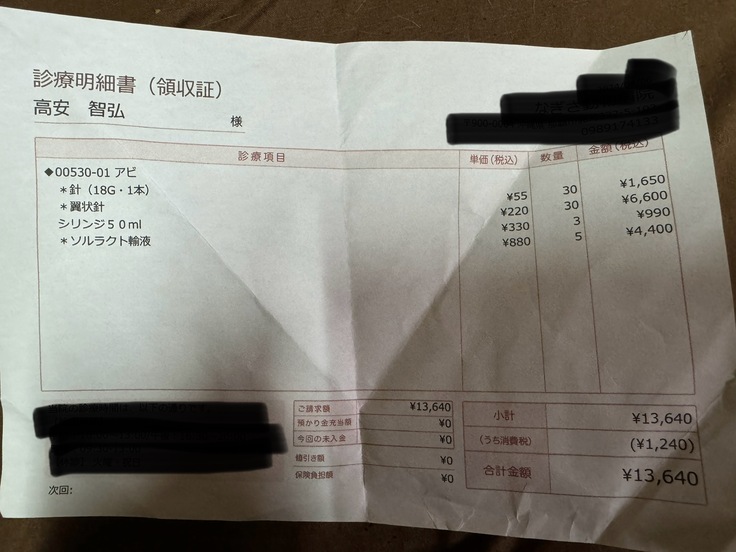 診療明細書（領収証）
高安 智弘 様
診療項目 単価(税込) 数量 金額(税込)
◆00530-01 アビ
＊針（18G・1本） ¥55 30 ¥1,650
＊翼状針 ¥220 30 ¥6,600
シリンジ５０ml ¥330 3 ¥990
＊ソルラクト輸液 ¥880 5 ¥4,400
ご請求額 ¥13,640
預かり金充当額 ¥0
今回の未入金 ¥0
値引き額 ¥0
保険負担額 ¥0
小計 ¥13,640
(うち消費税) (¥1,240)
合計金額 ¥13,640
次回: